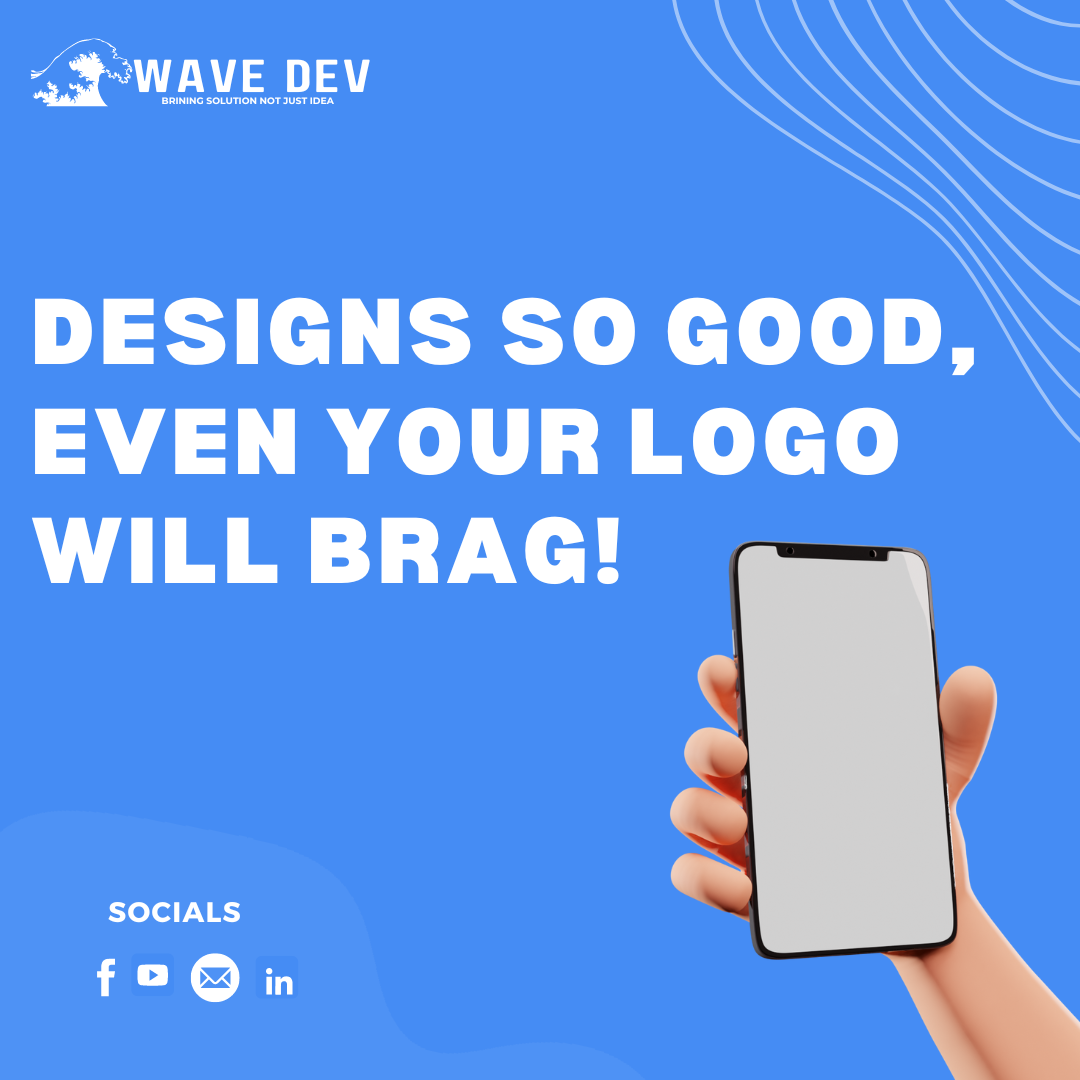 WAVE DEV
BRINING SOLUTION NOT JUST IDEA
DESIGNS SO GOOD,
EVEN YOUR LOGO
WILL BRAG!
SOCIALS
f
in